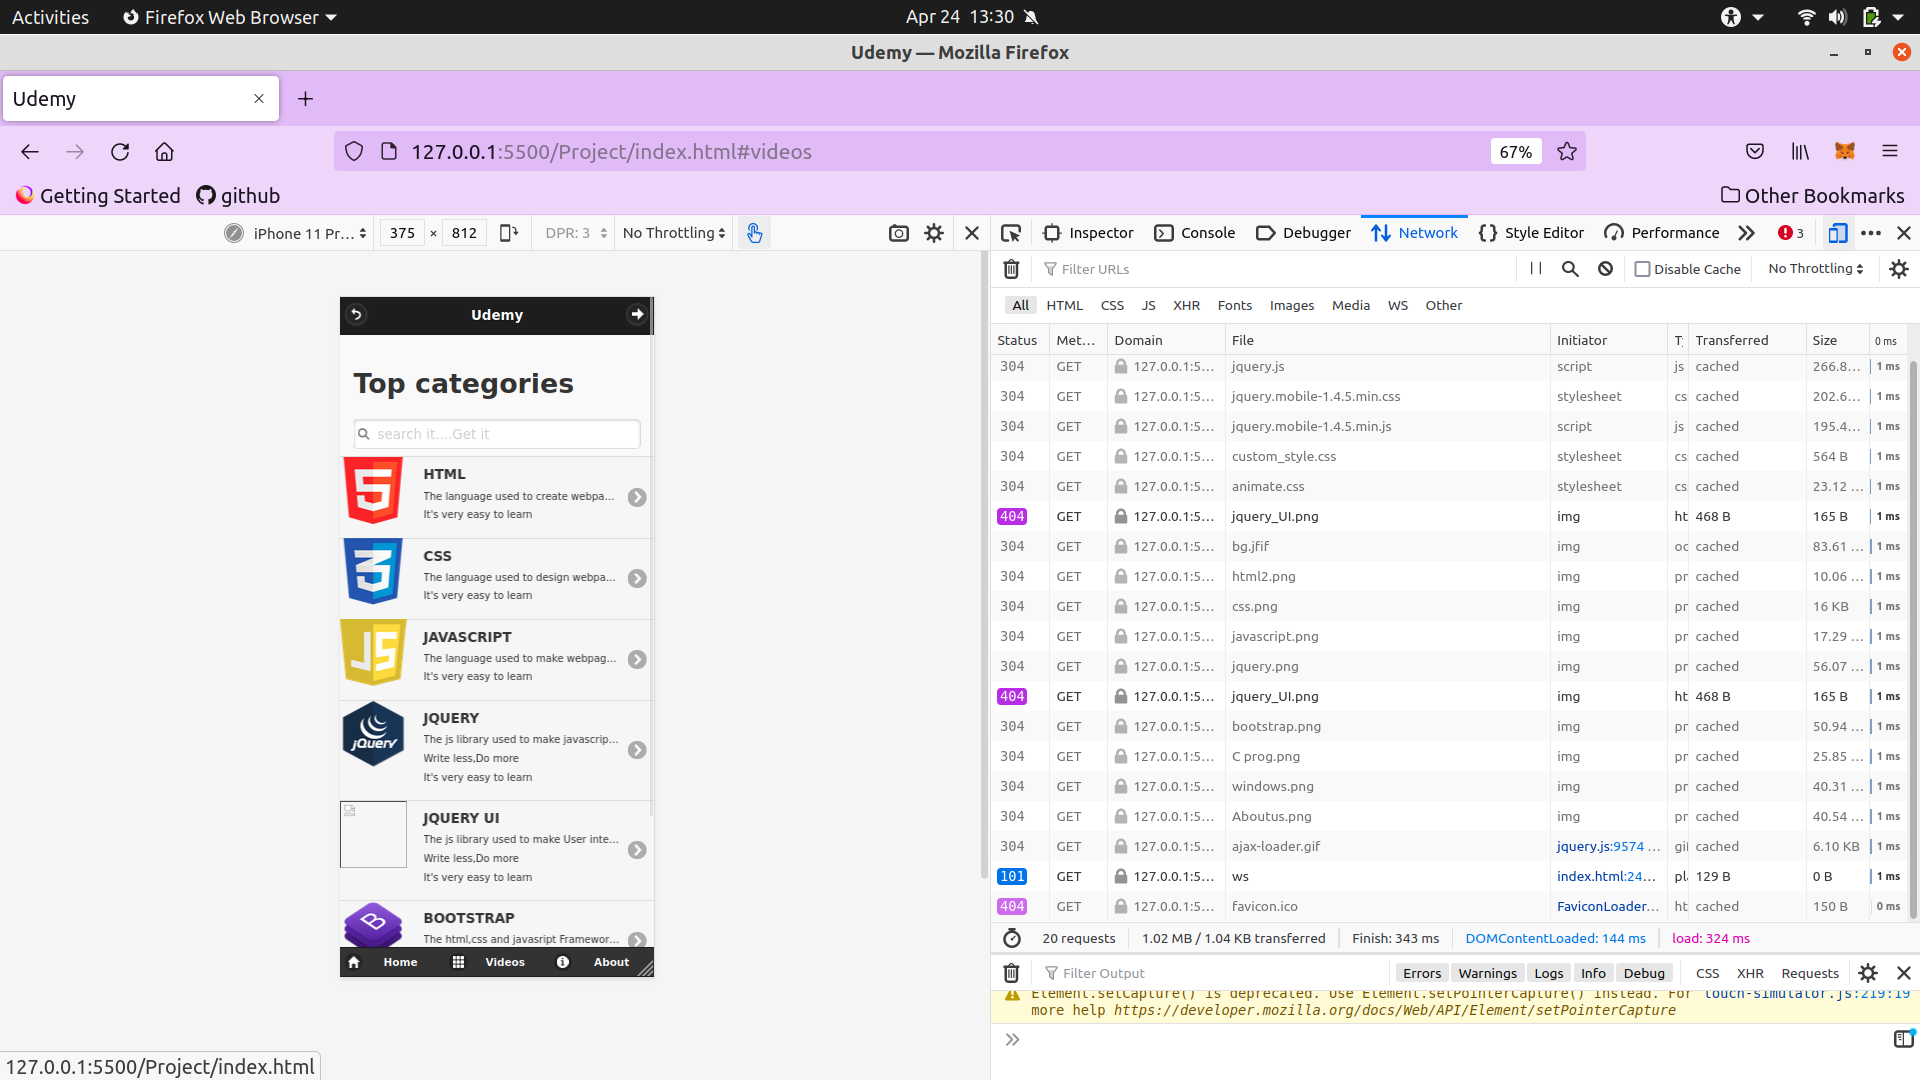 Activities
Firefox Web Browser
Apr 24 13:30
Udemy — Mozilla Firefox
Udemy
127.0.0.1:5500/Project/index.html#videos
67%
Getting Started
github
Other Bookmarks
iPhone 11 Pr...
375 × 812
DPR: 3
No Throttling
Inspector
Console
Debugger
Network
Style Editor
Performance
3
Filter URLs
Disable Cache
No Throttling
All HTML CSS JS XHR Fonts Images Media WS Other
Status Met... Domain File Initiator T; Transferred Size 0 ms
304 GET 127.0.0.1:5... jquery.js script js cached 266.8... 1 ms
304 GET 127.0.0.1:5... jquery.mobile-1.4.5.min.css stylesheet cs cached 202.6... 1 ms
304 GET 127.0.0.1:5... jquery.mobile-1.4.5.min.js script js cached 195.4... 1 ms
304 GET 127.0.0.1:5... custom_style.css stylesheet cs cached 564 B 1 ms
304 GET 127.0.0.1:5... animate.css stylesheet cs cached 23.12 ... 1 ms
404 GET 127.0.0.1:5... jquery_UI.png img ht 468 B 165 B 1 ms
304 GET 127.0.0.1:5... bg.jfif img oc cached 83.61 ... 1 ms
304 GET 127.0.0.1:5... html2.png img pr cached 10.06 ... 1 ms
304 GET 127.0.0.1:5... css.png img pr cached 16 KB 1 ms
304 GET 127.0.0.1:5... javascript.png img pr cached 17.29 ... 1 ms
304 GET 127.0.0.1:5... jquery.png img pr cached 56.07 ... 1 ms
404 GET 127.0.0.1:5... jquery_UI.png img ht 468 B 165 B 1 ms
304 GET 127.0.0.1:5... bootstrap.png img pr cached 50.94 ... 1 ms
304 GET 127.0.0.1:5... C prog.png img pr cached 25.85 ... 1 ms
304 GET 127.0.0.1:5... windows.png img pr cached 40.31 ... 1 ms
304 GET 127.0.0.1:5... Aboutus.png img pr cached 40.54 ... 1 ms
304 GET 127.0.0.1:5... ajax-loader.gif jquery.js:9574 ... gi cached 6.10 KB 1 ms
101 GET 127.0.0.1:5... ws index.html:24... pl 129 B 0 B 1 ms
404 GET 127.0.0.1:5... favicon.ico FaviconLoader... ht cached 150 B 0 ms
20 requests
1.02 MB / 1.04 KB transferred
Finish: 343 ms
DOMContentLoaded: 144 ms
load: 324 ms
Filter Output
Errors Warnings Logs Info Debug CSS XHR Requests
Element.setCapture() is deprecated. Use Element.setPointerCapture() instead. For touch-simulator.js:219:19
more help https://developer.mozilla.org/docs/Web/API/Element/setPointerCapture
Udemy
Top categories
search it....Get it
HTML
The language used to create webpa...
It's very easy to learn
CSS
The language used to design webpa...
It's very easy to learn
JS
JAVASCRIPT
The language used to make webpag...
It's very easy to learn
jQuery
JQUERY
The js library used to make javascrip...
Write less,Do more
It's very easy to learn
JQUERY UI
The js library used to make User inte...
Write less,Do more
It's very easy to learn
B
BOOTSTRAP
The html,css and javasript Framewor...
Home
Videos
About
127.0.0.1:5500/Project/index.html